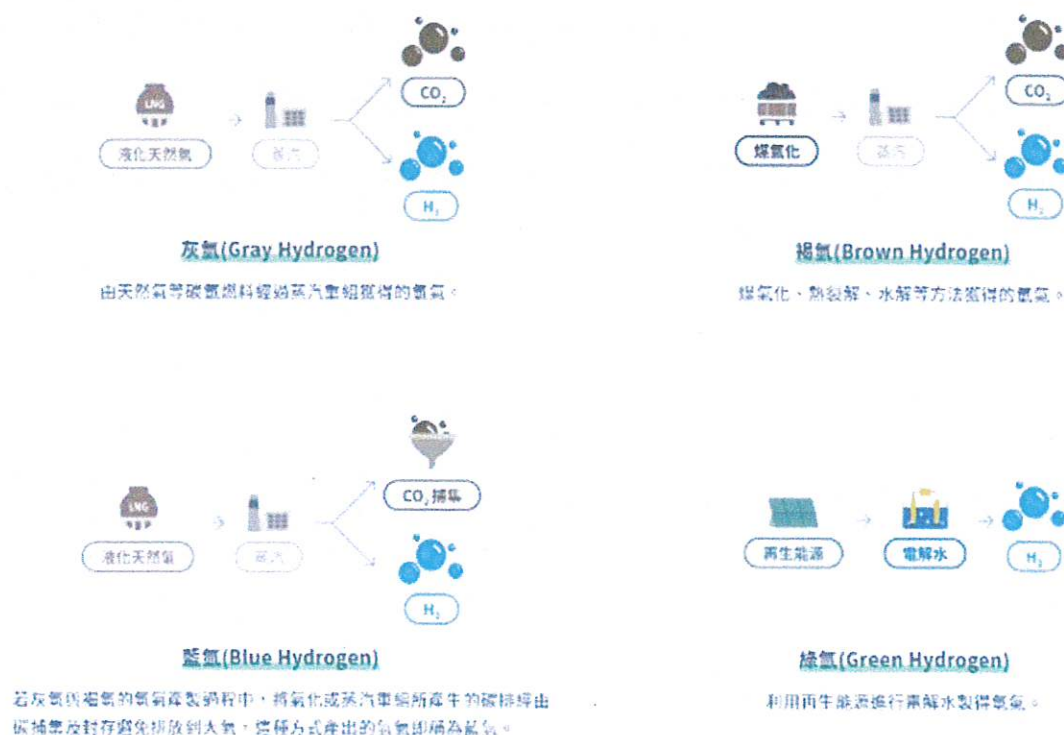 CO₂
LNG
液化天然氣
蒸汽
H₂
灰氫(Gray Hydrogen)
由天然氣等碳氫燃料經過蒸汽重組獲得的氫氣。
CO₂
煤氣化
蒸汽
H₂
褐氫(Brown Hydrogen)
煤氣化、熱裂解、水解等方法獲得的氫氣。
CO₂捕集
LNG
液化天然氣
蒸汽
H₂
藍氫(Blue Hydrogen)
若灰氫與褐氫的氫氣產製過程中,將氣化或蒸汽重組所產生的碳排經由
碳捕集及封存避免排放到大氣,這種方式產出的氫氣即稱為藍氫。
再生能源
電解水
H₂
綠氫(Green Hydrogen)
利用再生能源進行電解水製得氫氣。